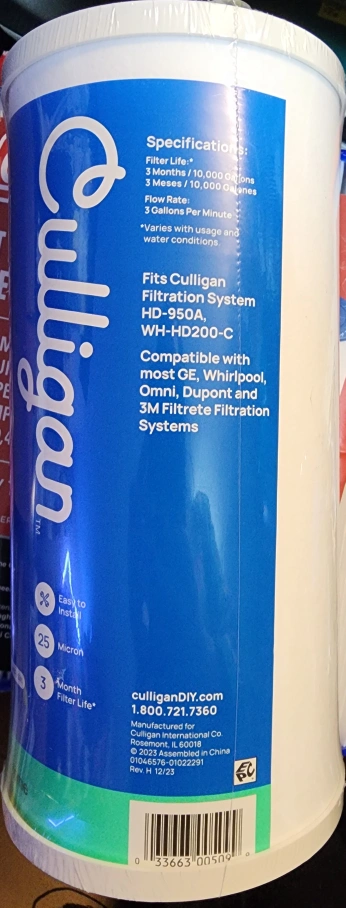 Culligan™
Specifications:
Filter Life:*
3 Months / 10,000 Gallons
3 Meses / 10,000 Galones
Flow Rate:
3 Gallons Per Minute
*Varies with usage and
water conditions
Fits Culligan
Filtration System
HD-950A,
WH-HD200-C
Compatible with
most GE, Whirlpool,
Omni, Dupont and
3M Filtrete Filtration
Systems
Easy to
Install
25 Micron
3 Month
Filter Life*
culliganDIY.com
1.800.721.7360
Manufactured for
Culligan International Co.
Rosemont, IL 60018
© 2023 Assembled in China
01046576-01022291
Rev. H 12/23
0 33663 00509